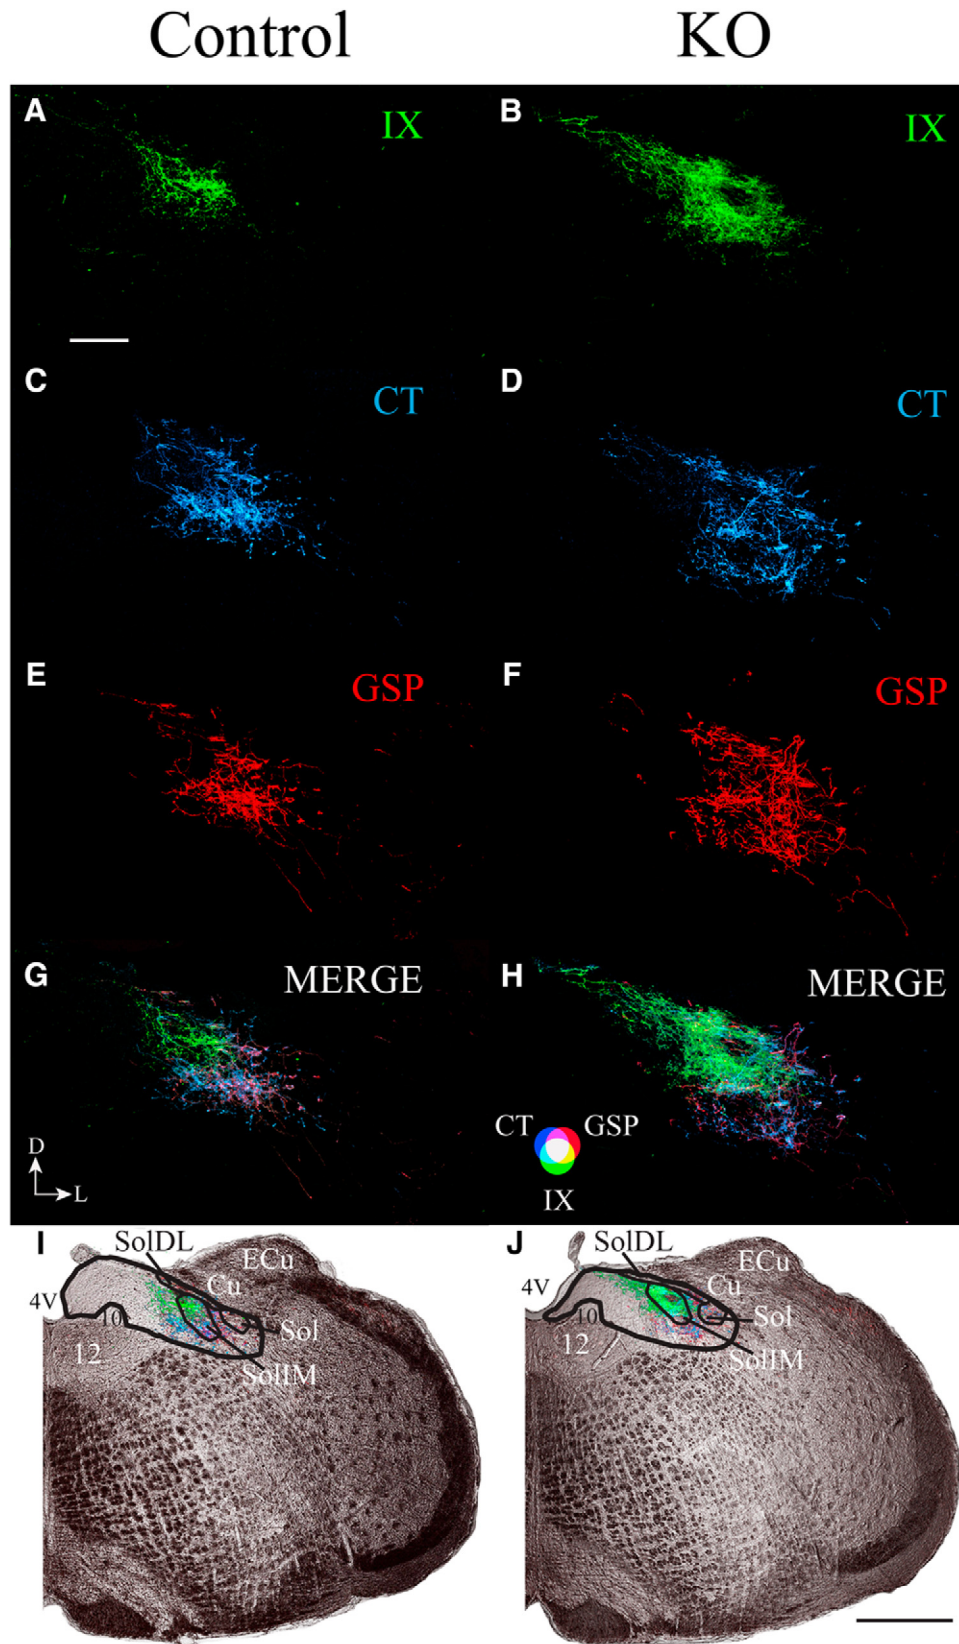 Control KO
A IX B IX
C CT D CT
E GSP F GSP
G MERGE H MERGE
D
L
CT GSP
IX
I SolDL ECu J SolDL ECu
4V Cu 4V Cu
10 Sol 10 Sol
12 SolIM 12 SolIM